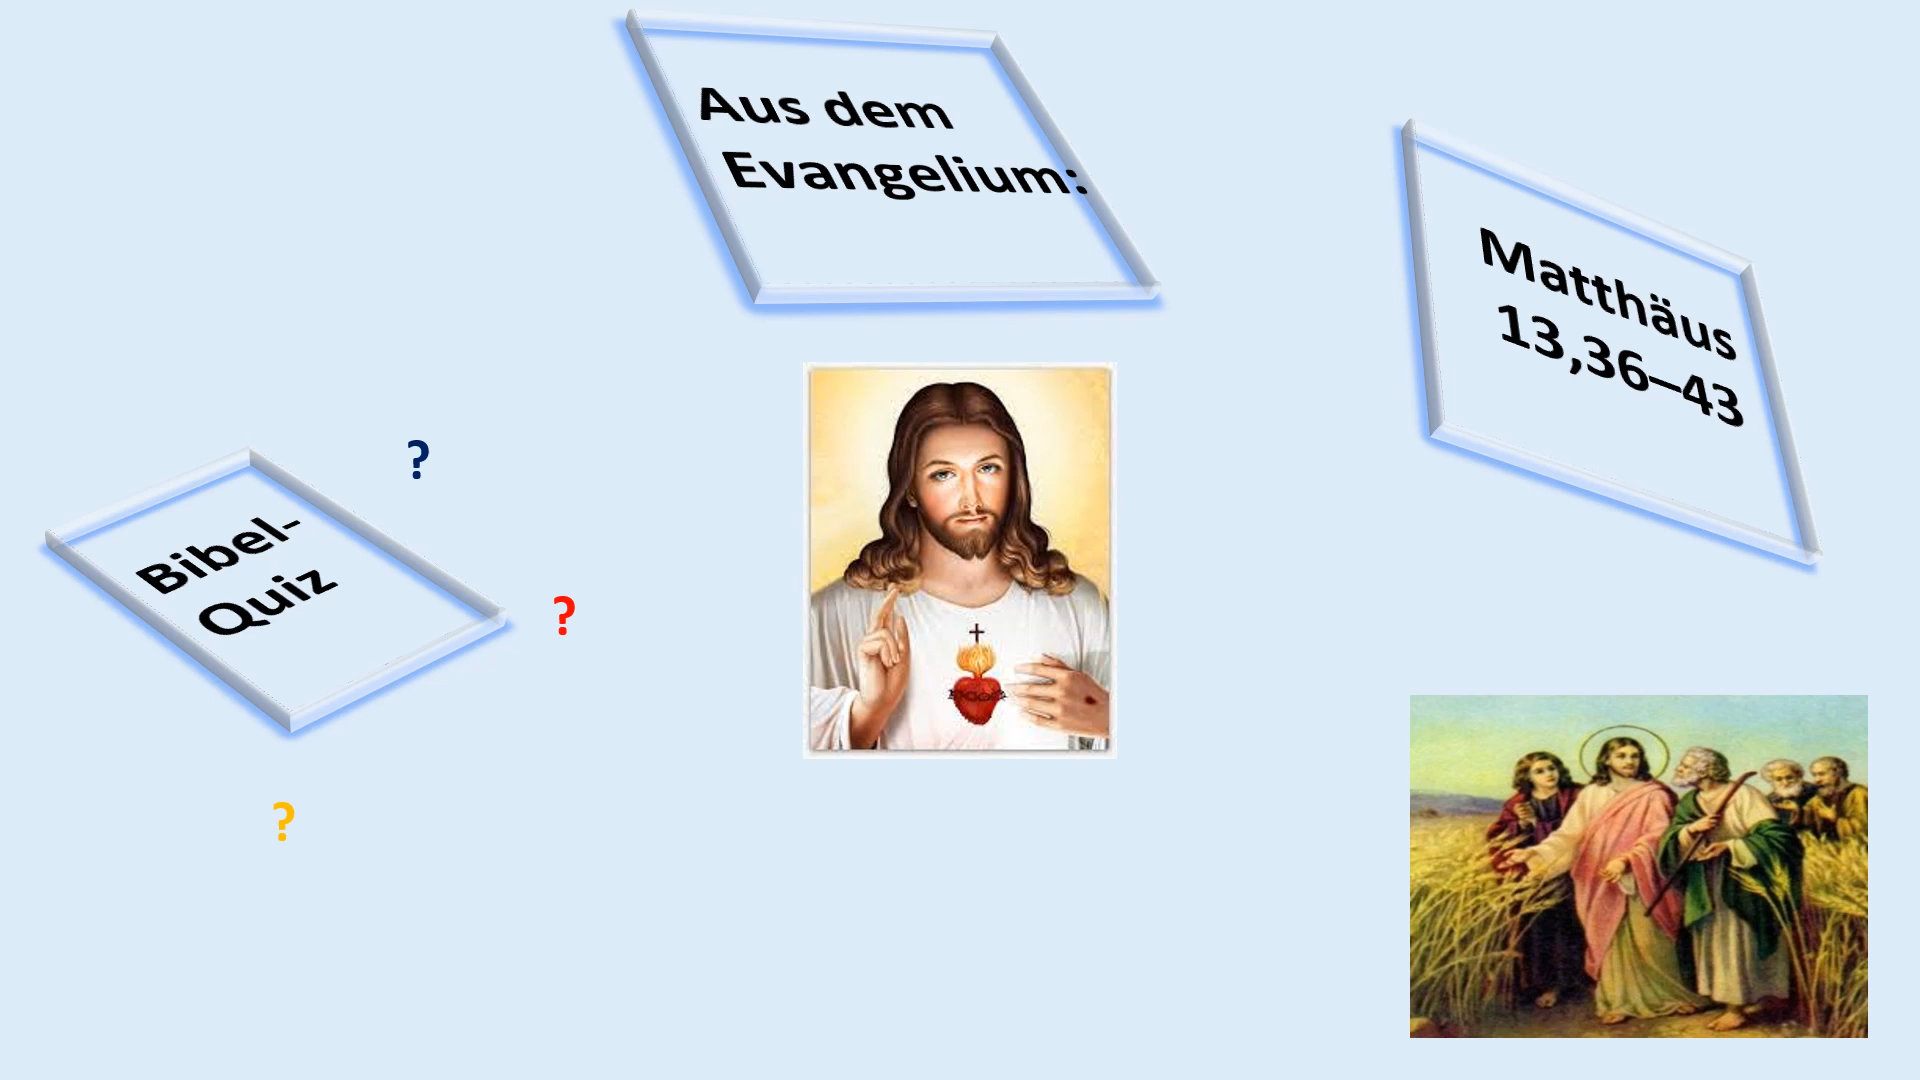 Aus dem
Evangelium:
Matthäus
13,36–43
Bibel-
Quiz
?
?
?